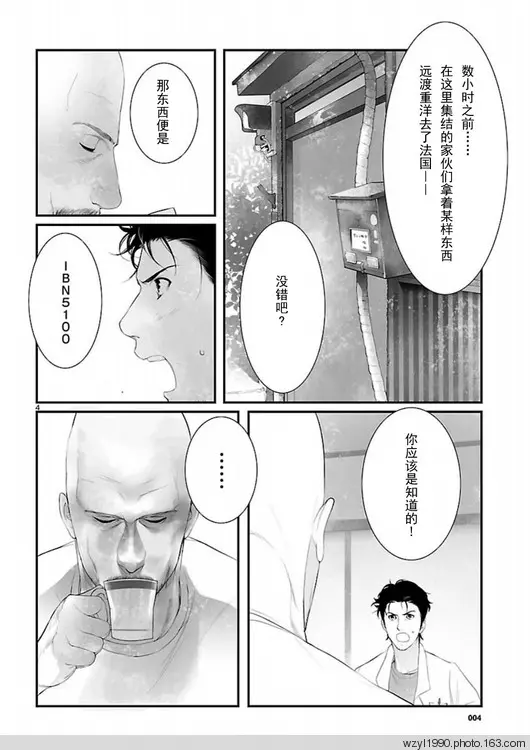 数小时之前……
在这里集结的家伙们拿着某样东西
远渡重洋去了法国——
没错吧？
那东西便是
IBN5100
4
你应该是
知道的！
……
004
wzyl1990.photo.163.com